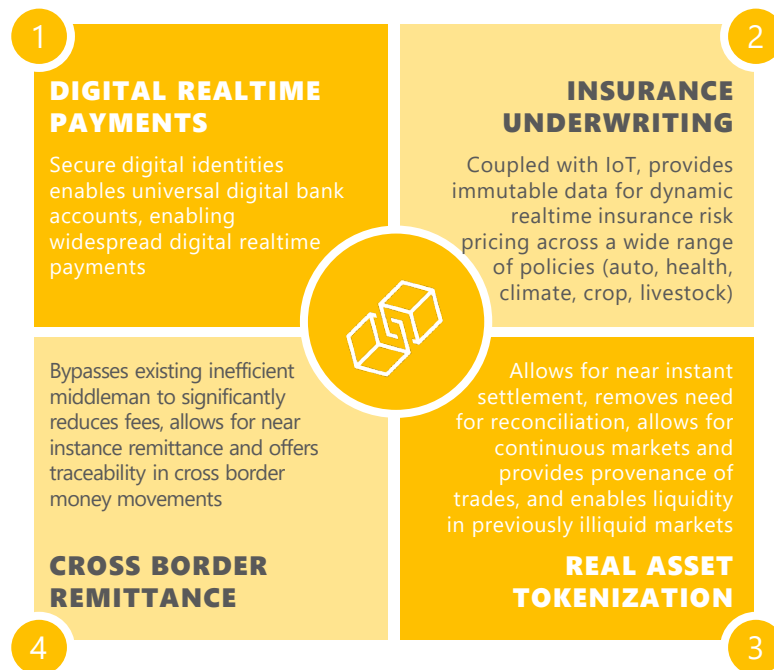 1
DIGITAL REALTIME
PAYMENTS
Secure digital identities
enables universal digital bank
accounts, enabling
widespread digital realtime
payments
2
INSURANCE
UNDERWRITING
Coupled with IoT, provides
immutable data for dynamic
realtime insurance risk
pricing across a wide range
of policies (auto, health,
climate, crop, livestock)
Allows for near instant
settlement, removes need
for reconciliation, allows for
continuous markets and
provides provenance of
trades, and enables liquidity
in previously illiquid markets
REAL ASSET
TOKENIZATION
3
Bypasses existing inefficient
middleman to significantly
reduces fees, allows for near
instance remittance and offers
traceability in cross border
money movements
CROSS BORDER
REMITTANCE
4